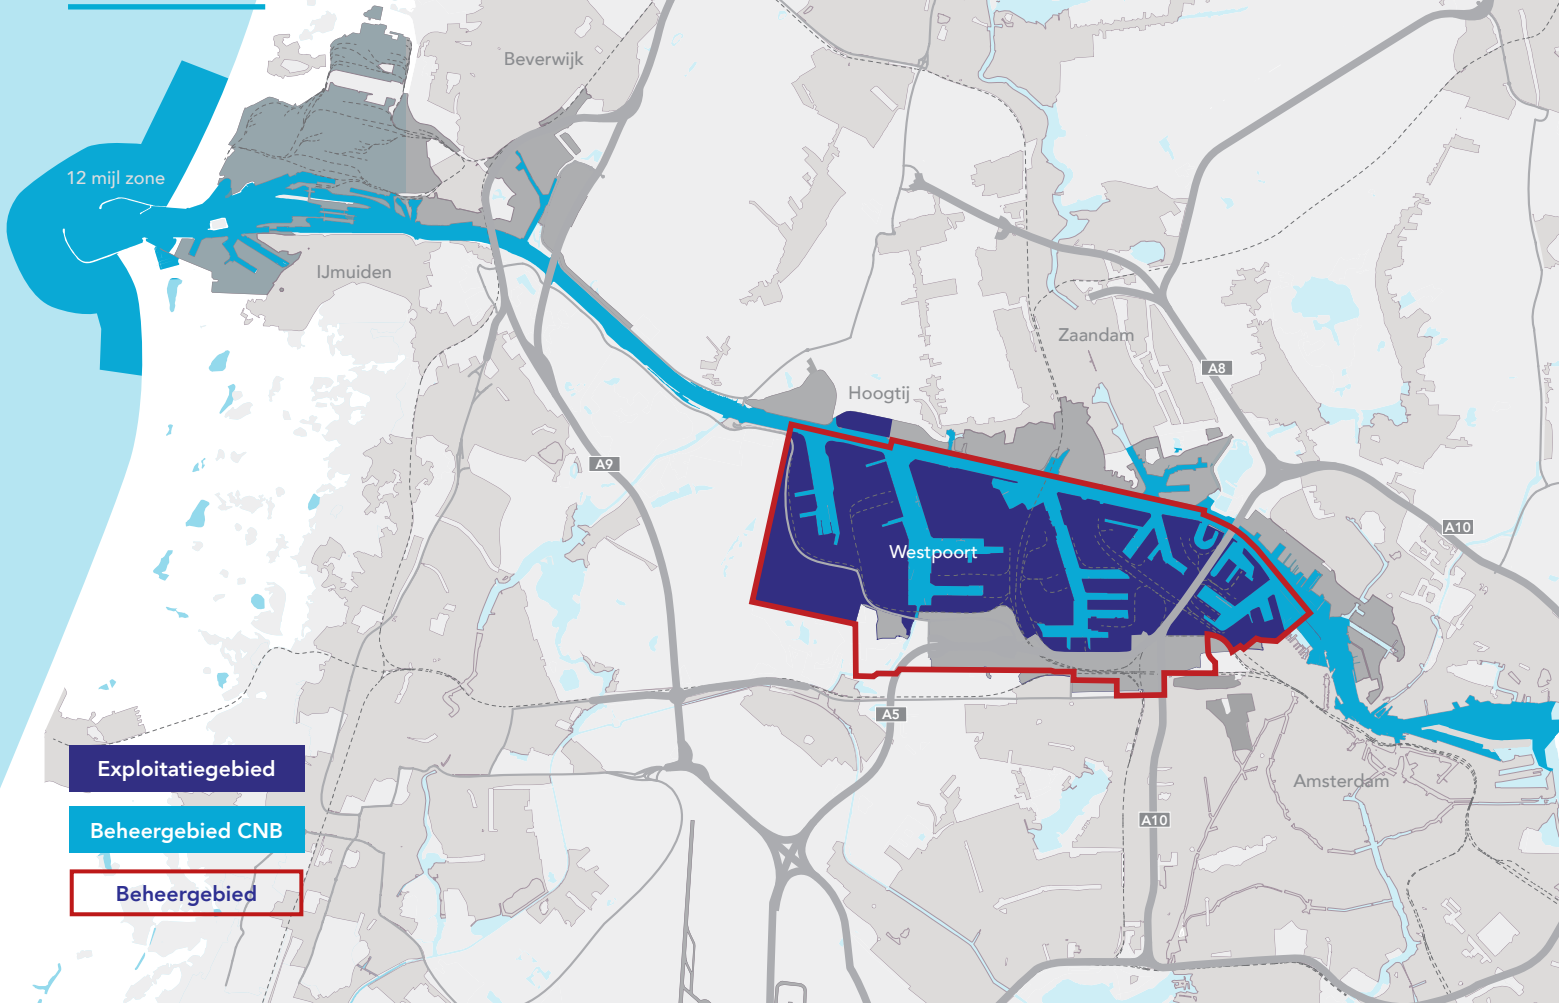 Beverwijk
12 mijl zone
IJmuiden
Zaandam
A8
Hoogtij
A9
A10
Westpoort
A5
Exploitatiegebied
Amsterdam
Beheergebied CNB
A10
Beheergebied